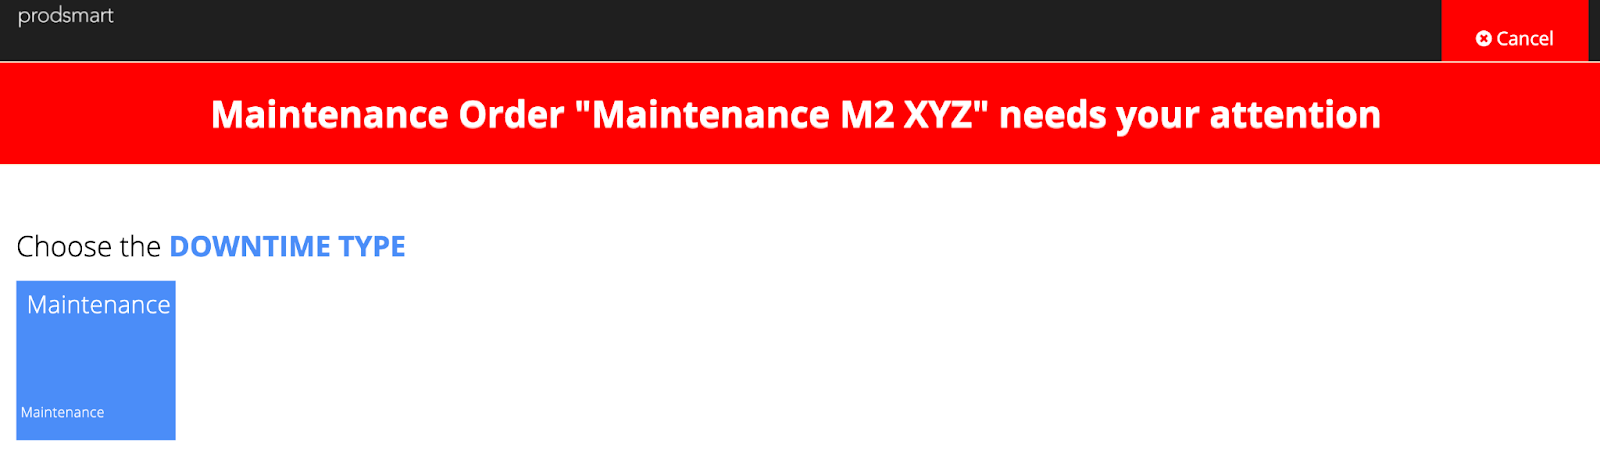 prodsmart
Cancel
Maintenance Order "Maintenance M2 XYZ" needs your attention
Choose the DOWNTIME TYPE
Maintenance
Maintenance